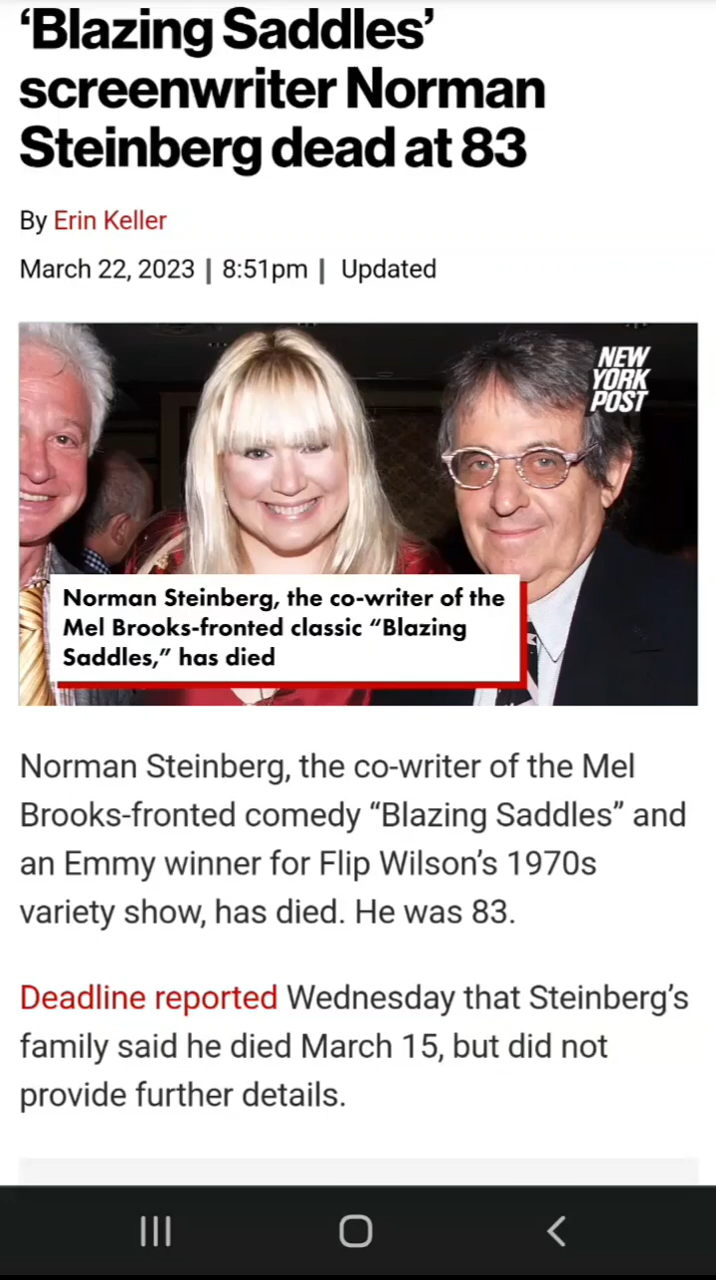 ‘Blazing Saddles’
screenwriter Norman
Steinberg dead at 83
By Erin Keller
March 22, 2023 | 8:51pm | Updated
NEW
YORK
POST
Norman Steinberg, the co-writer of the
Mel Brooks-fronted classic “Blazing
Saddles,” has died
Norman Steinberg, the co-writer of the Mel
Brooks-fronted comedy “Blazing Saddles” and
an Emmy winner for Flip Wilson’s 1970s
variety show, has died. He was 83.
Deadline reported Wednesday that Steinberg’s
family said he died March 15, but did not
provide further details.